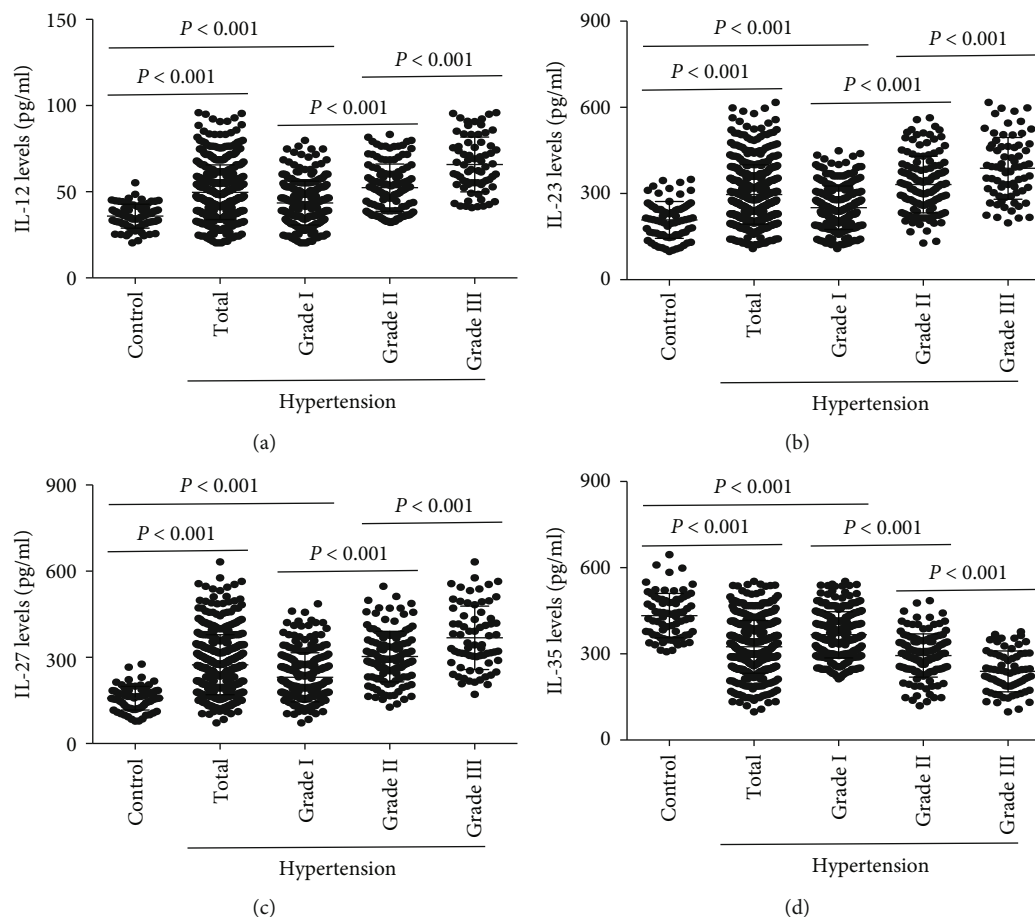 150
100
50
0
IL-12 levels (pg/ml)
P < 0.001
P < 0.001
P < 0.001
P < 0.001
Control
Total
Grade I
Grade II
Grade III
Hypertension
(a)
900
600
300
0
IL-23 levels (pg/ml)
P < 0.001
P < 0.001
P < 0.001
P < 0.001
Control
Total
Grade I
Grade II
Grade III
Hypertension
(b)
900
600
300
0
IL-27 levels (pg/ml)
P < 0.001
P < 0.001
P < 0.001
P < 0.001
Control
Total
Grade I
Grade II
Grade III
Hypertension
(c)
900
600
300
0
IL-35 levels (pg/ml)
P < 0.001
P < 0.001
P < 0.001
P < 0.001
Control
Total
Grade I
Grade II
Grade III
Hypertension
(d)